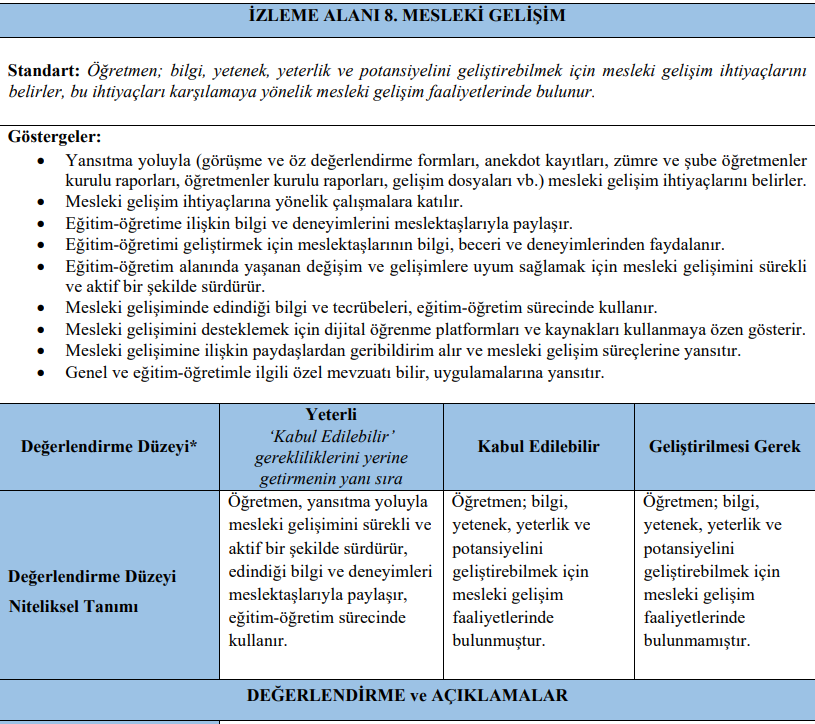 İZLEME ALANI 8. MESLEKİ GELİŞİM
Standart: Öğretmen; bilgi, yetenek, yeterlik ve potansiyelini geliştirebilmek için mesleki gelişim ihtiyaçlarını
belirler, bu ihtiyaçları karşılamaya yönelik mesleki gelişim faaliyetlerinde bulunur.
Göstergeler:
• Yansıtma yoluyla (görüşme ve öz değerlendirme formları, anekdot kayıtları, zümre ve şube öğretmenler
kurulu raporları, öğretmenler kurulu raporları, gelişim dosyaları vb.) mesleki gelişim ihtiyaçlarını belirler.
• Mesleki gelişim ihtiyaçlarına yönelik çalışmalara katılır.
• Eğitim-öğretime ilişkin bilgi ve deneyimlerini meslektaşlarıyla paylaşır.
• Eğitim-öğretimi geliştirmek için meslektaşlarının bilgi, beceri ve deneyimlerinden faydalanır.
• Eğitim-öğretim alanında yaşanan değişim ve gelişimlere uyum sağlamak için mesleki gelişimini sürekli
ve aktif bir şekilde sürdürür.
• Mesleki gelişiminde edindiği bilgi ve tecrübeleri, eğitim-öğretim sürecinde kullanır.
• Mesleki gelişimini desteklemek için dijital öğrenme platformları ve kaynakları kullanmaya özen gösterir.
• Mesleki gelişimine ilişkin paydaşlardan geribildirim alır ve mesleki gelişim süreçlerine yansıtır.
• Genel ve eğitim-öğretimle ilgili özel mevzuatı bilir, uygulamalarına yansıtır.
Değerlendirme Düzeyi*
Yeterli
‘Kabul Edilebilir’
gerekliliklerini yerine
getirmenin yanı sıra
Kabul Edilebilir
Geliştirilmesi Gerek
Değerlendirme Düzeyi
Niteliksel Tanımı
Öğretmen, yansıtma yoluyla
mesleki gelişimini sürekli ve
aktif bir şekilde sürdürür,
edindiği bilgi ve deneyimleri
meslektaşlarıyla paylaşır,
eğitim-öğretim sürecinde
kullanır.
Öğretmen; bilgi,
yetenek, yeterlik ve
potansiyelini
geliştirebilmek için
mesleki gelişim
faaliyetlerinde
bulunmuştur.
Öğretmen; bilgi,
yetenek, yeterlik ve
potansiyelini
geliştirebilmek için
mesleki gelişim
faaliyetlerinde
bulunmamıştır.
DEĞERLENDİRME ve AÇIKLAMALAR